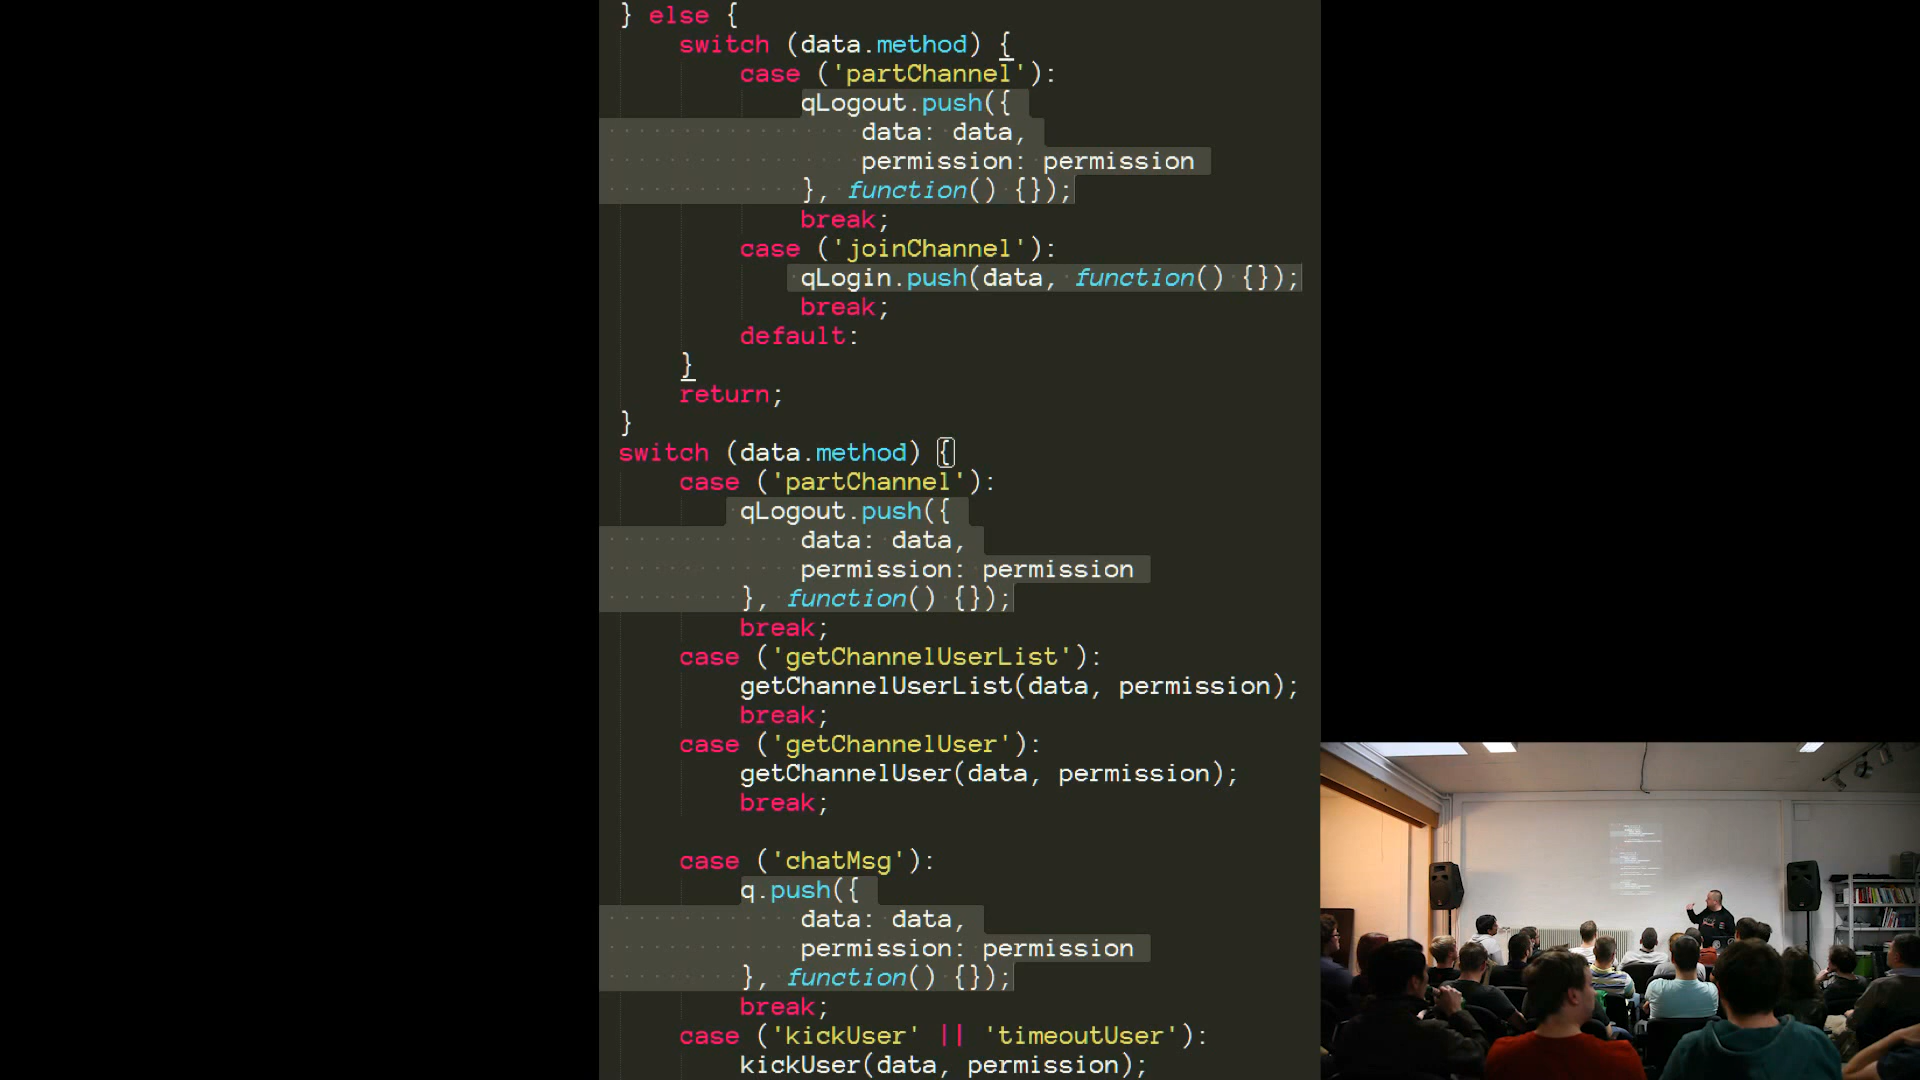 } else {
switch (data.method) {
case ('partChannel'):
qLogout.push({
data: data,
permission: permission
}, function() {});
break;
case ('joinChannel'):
qLogin.push(data, function() {});
break;
default:
}
return;
}
switch (data.method) {
case ('partChannel'):
qLogout.push({
data: data,
permission: permission
}, function() {});
break;
case ('getChannelUserList'):
getChannelUserList(data, permission);
break;
case ('getChannelUser'):
getChannelUser(data, permission);
break;
case ('chatMsg'):
q.push({
data: data,
permission: permission
}, function() {});
break;
case ('kickUser' || 'timeoutUser'):
kickUser(data, permission);